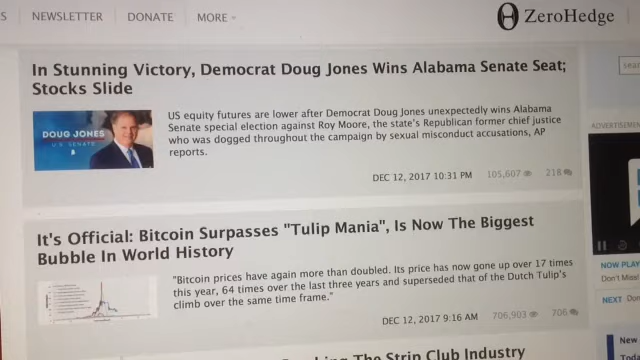 S NEWSLETTER DONATE MORE
ZeroHedge
In Stunning Victory, Democrat Doug Jones Wins Alabama Senate Seat;
Stocks Slide
DOUG JONES
U.S. SENATE
US equity futures are lower after Democrat Doug Jones unexpectedly wins Alabama
Senate special election against Roy Moore, the state's Republican former chief justice
who was dogged throughout the campaign by sexual misconduct accusations, AP
reports.
DEC 12, 2017 10:31 PM 105,607 218
ADVERTISEMEN
It's Official: Bitcoin Surpasses "Tulip Mania", Is Now The Biggest
Bubble In World History
"Bitcoin prices have again more than doubled. Its price has now gone up over 17 times
this year, 64 times over the last three years and superseded that of the Dutch Tulip's
climb over the same time frame."
DEC 12, 2017 9:16 AM 706,903 706
NOW PLAY
Don't Miss!
NEXT Don
New
Toda
The Strip Club Industry